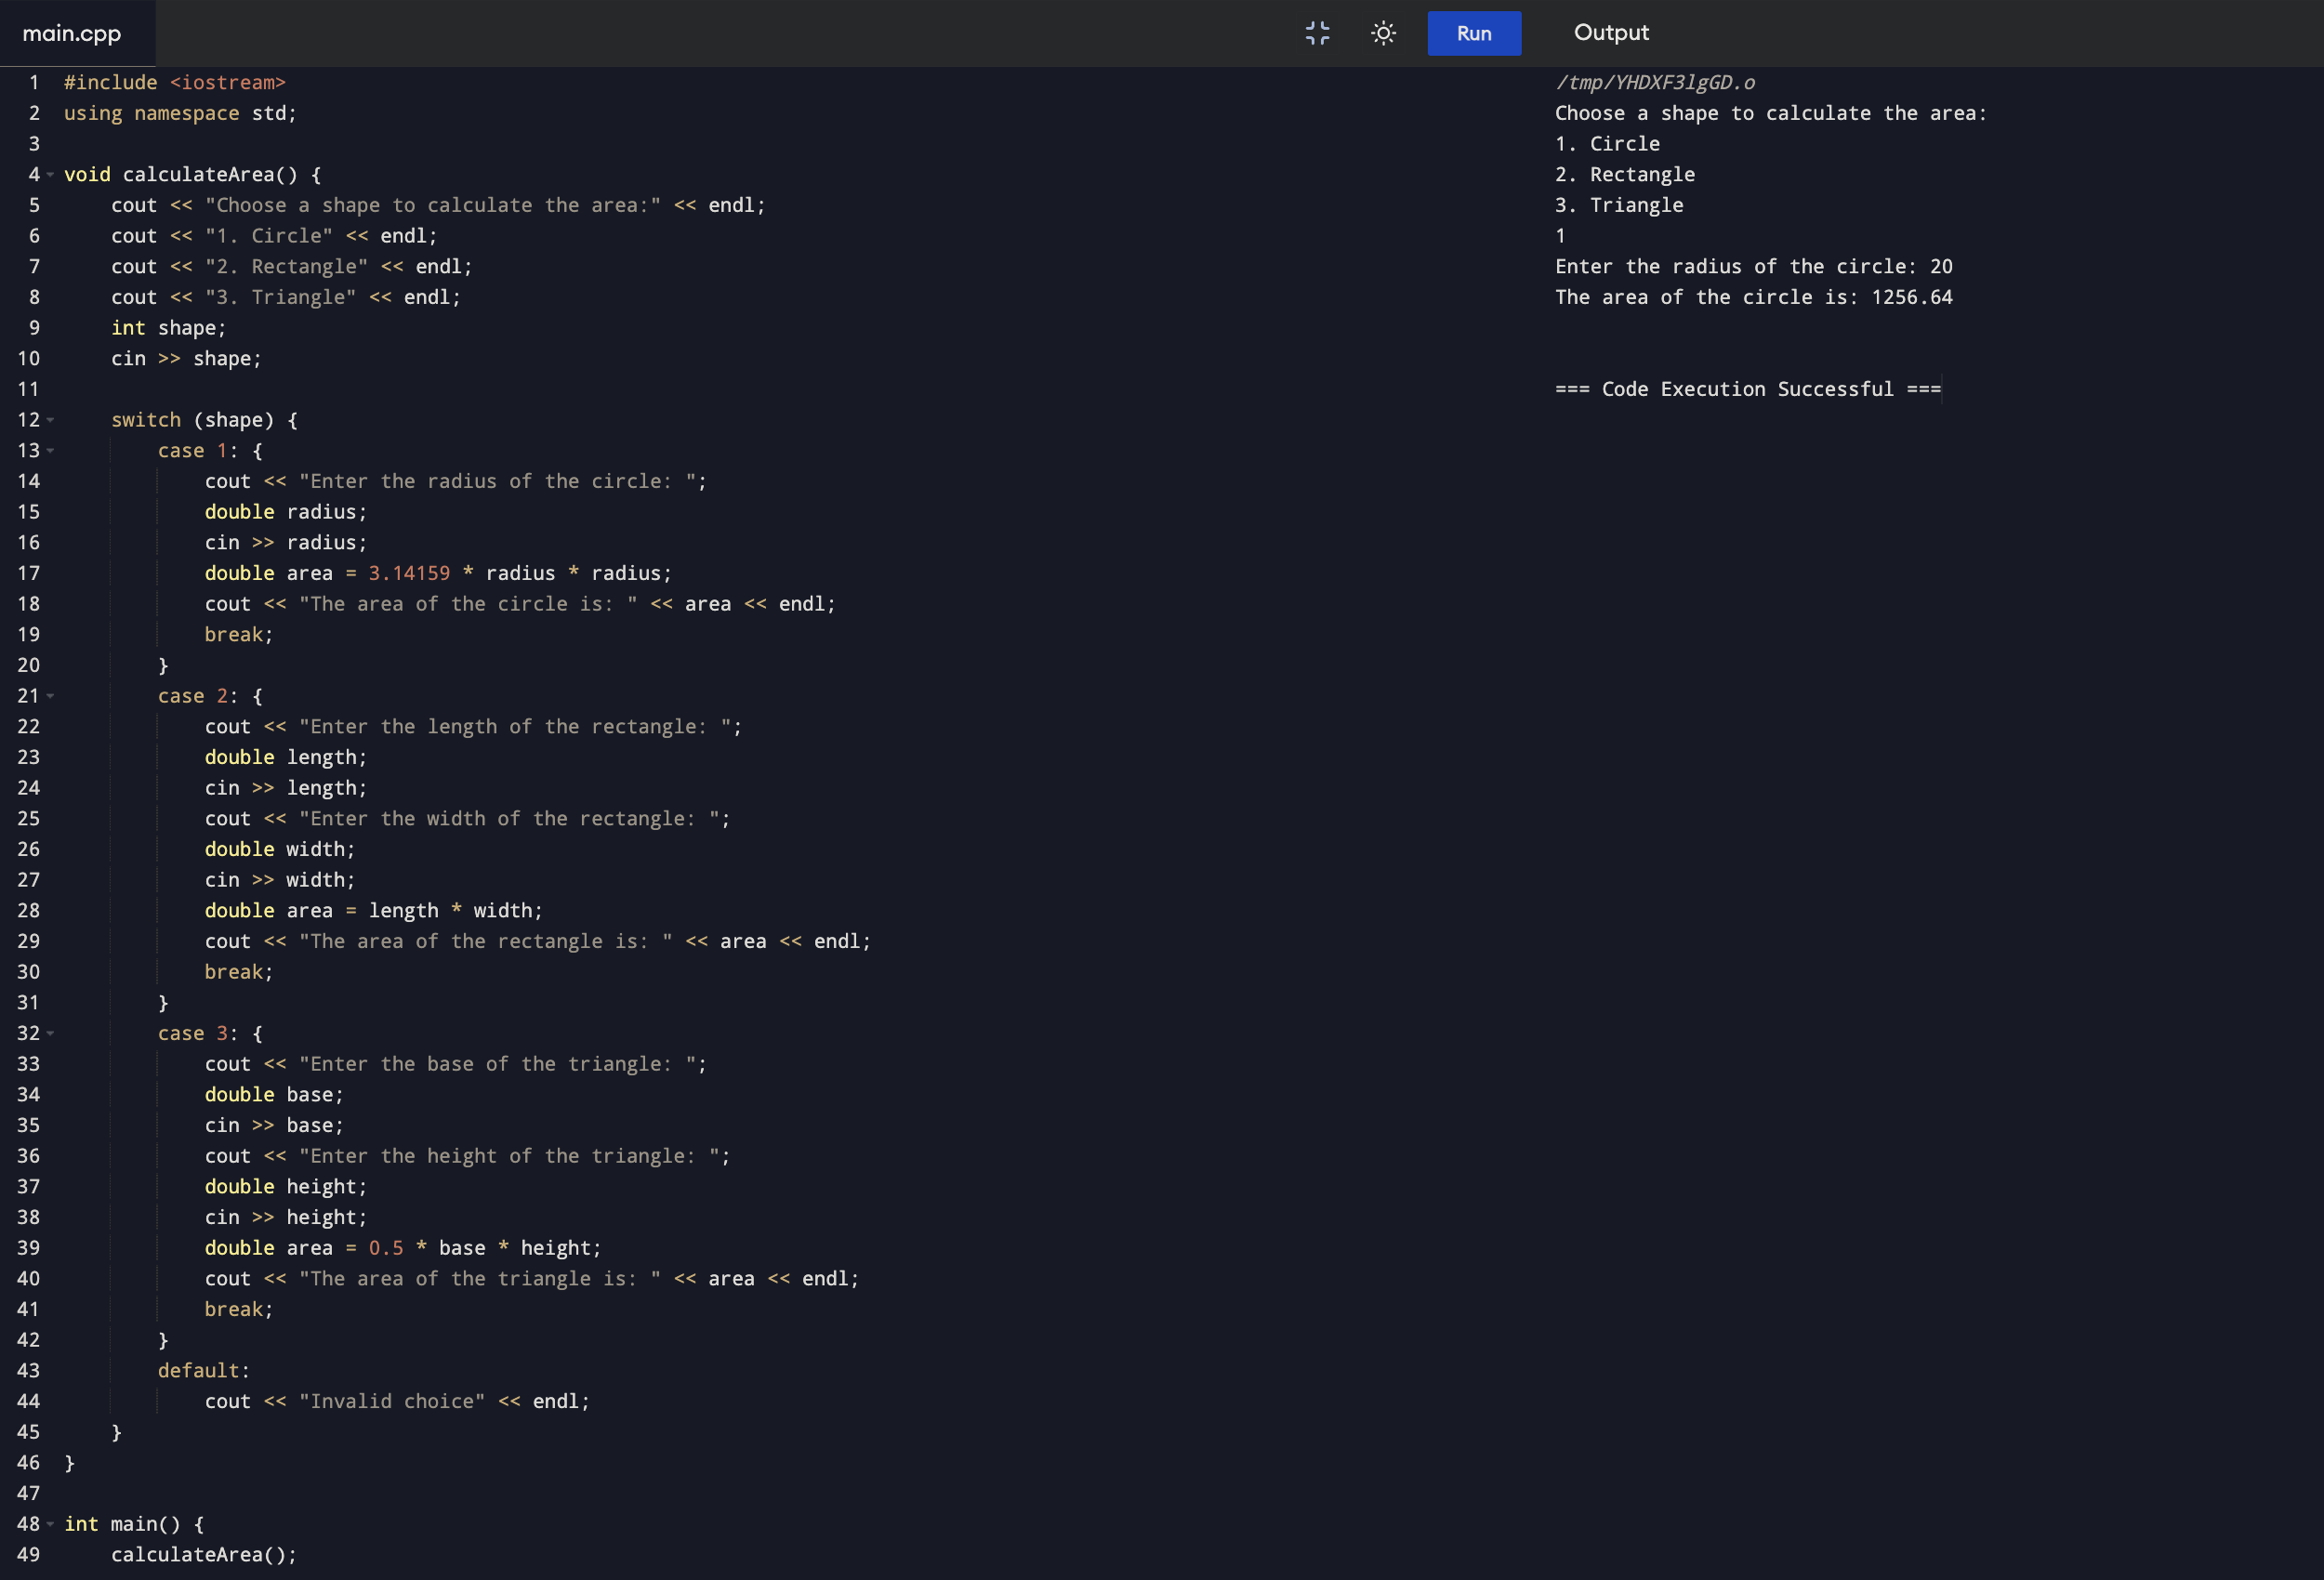 main.cpp
Run
Output
1 #include <iostream>
2 using namespace std;
3
4 void calculateArea() {
5     cout << "Choose a shape to calculate the area:" << endl;
6     cout << "1. Circle" << endl;
7     cout << "2. Rectangle" << endl;
8     cout << "3. Triangle" << endl;
9     int shape;
10     cin >> shape;
11
12     switch (shape) {
13         case 1: {
14             cout << "Enter the radius of the circle: ";
15             double radius;
16             cin >> radius;
17             double area = 3.14159 * radius * radius;
18             cout << "The area of the circle is: " << area << endl;
19             break;
20         }
21         case 2: {
22             cout << "Enter the length of the rectangle: ";
23             double length;
24             cin >> length;
25             cout << "Enter the width of the rectangle: ";
26             double width;
27             cin >> width;
28             double area = length * width;
29             cout << "The area of the rectangle is: " << area << endl;
30             break;
31         }
32         case 3: {
33             cout << "Enter the base of the triangle: ";
34             double base;
35             cin >> base;
36             cout << "Enter the height of the triangle: ";
37             double height;
38             cin >> height;
39             double area = 0.5 * base * height;
40             cout << "The area of the triangle is: " << area << endl;
41             break;
42         }
43         default:
44             cout << "Invalid choice" << endl;
45     }
46 }
47
48 int main() {
49     calculateArea();
/tmp/YHDXF3lgGD.o
Choose a shape to calculate the area:
1. Circle
2. Rectangle
3. Triangle
1
Enter the radius of the circle: 20
The area of the circle is: 1256.64
=== Code Execution Successful ===